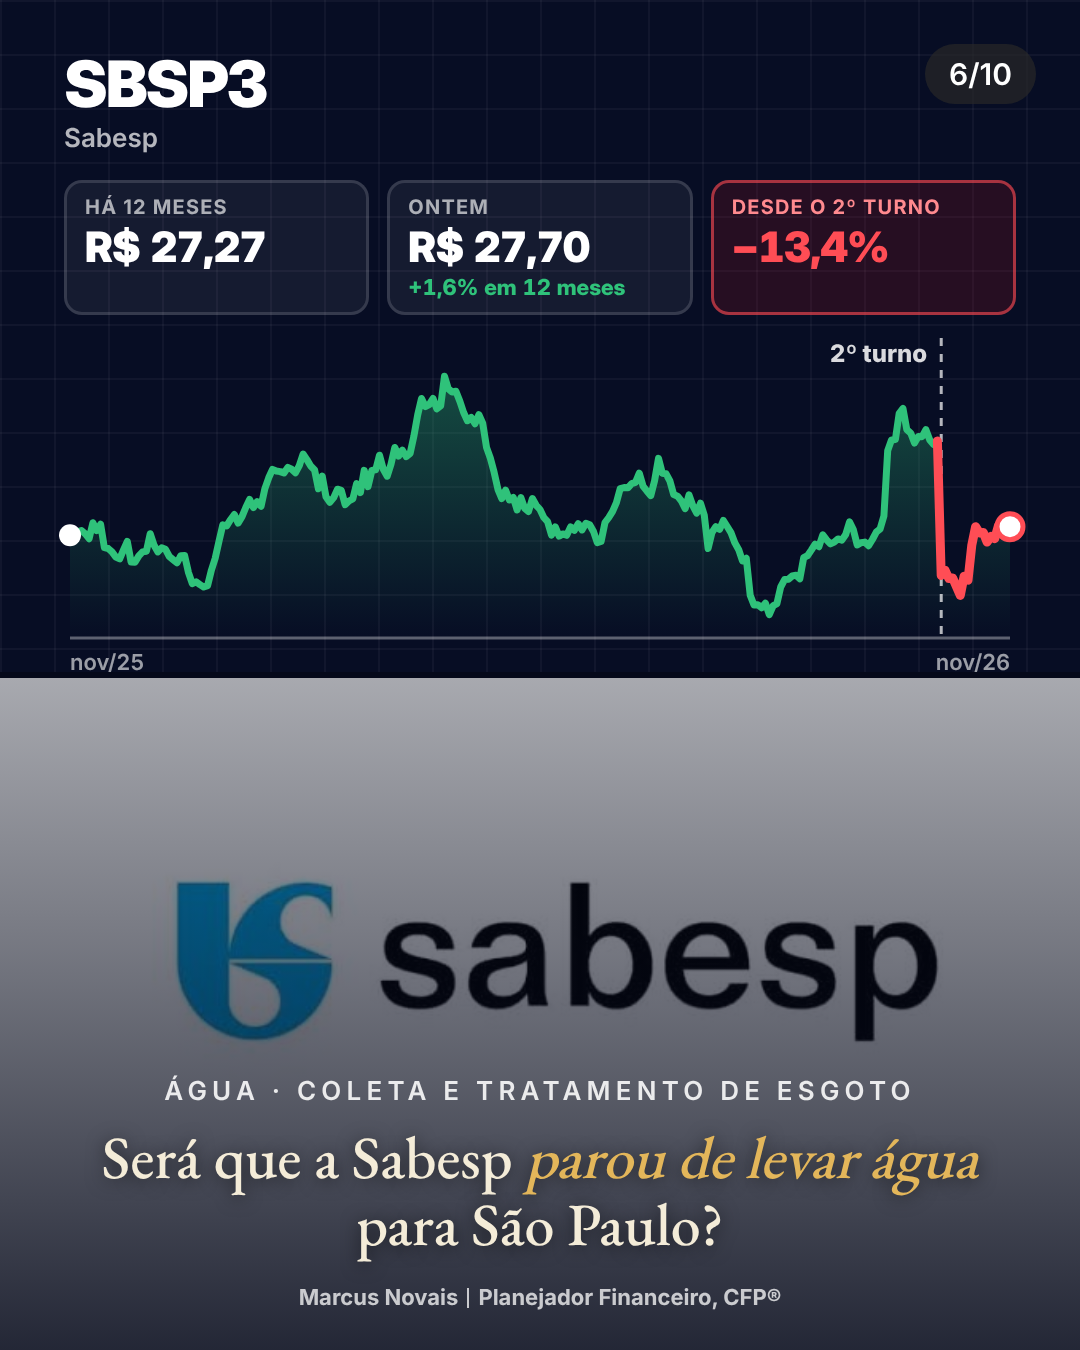 SBSP3
6/10
Sabesp
HÁ 12 MESES
R$ 27,27
ONTEM
R$ 27,70
+1,6% em 12 meses
DESDE O 2º TURNO
−13,4%
2º turno
nov/25
nov/26
sabesp
ÁGUA · COLETA E TRATAMENTO DE ESGOTO
Será que a Sabesp parou de levar água
para São Paulo?
Marcus Novais | Planejador Financeiro, CFP®